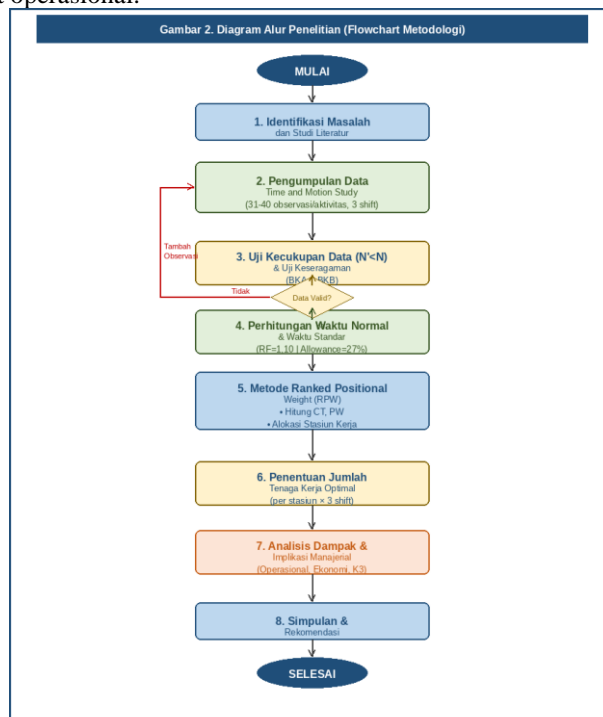 operasional.
Gambar 2. Diagram Alur Penelitian (Flowchart Metodologi)
MULAI
1. Identifikasi Masalah
dan Studi Literatur
2. Pengumpulan Data
Time and Motion Study
(31-40 observasi/aktivitas, 3 shift)
Tambah
Observasi
3. Uji Kecukupan Data (N'<N)
& Uji Keseragaman
(BKA BKB)
Tidak
Data Valid?
4. Perhitungan Waktu Normal
& Waktu Standar
(RF=1,10 | Allowance=27%)
5. Metode Ranked Positional
Weight (RPW)
• Hitung CT, PW
• Alokasi Stasiun Kerja
6. Penentuan Jumlah
Tenaga Kerja Optimal
(per stasiun × 3 shift)
7. Analisis Dampak &
Implikasi Manajerial
(Operasional, Ekonomi, K3)
8. Simpulan &
Rekomendasi
SELESAI